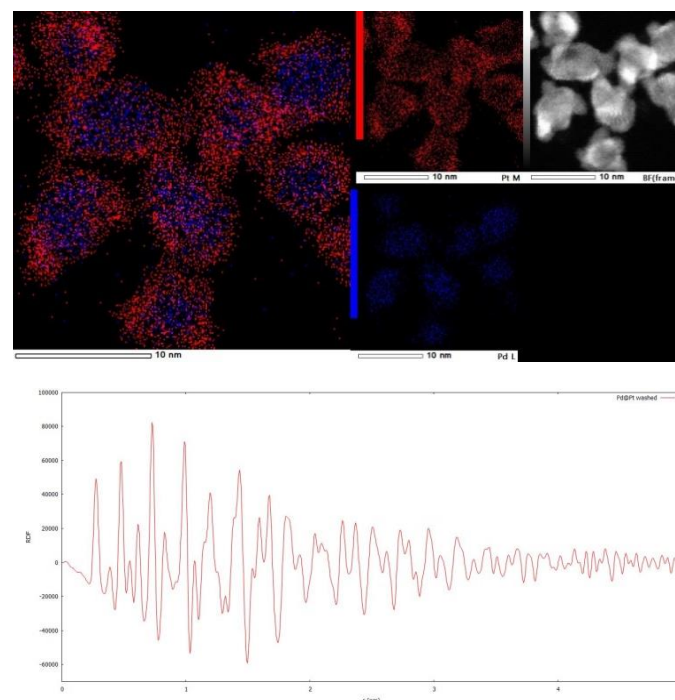 10 nm
10 nm Pt M
10 nm BF(fram
10 nm Pd L
Pd@Pt washed
100000
80000
60000
40000
20000
0
-20000
-40000
-60000
RDF
0 1 2 3 4